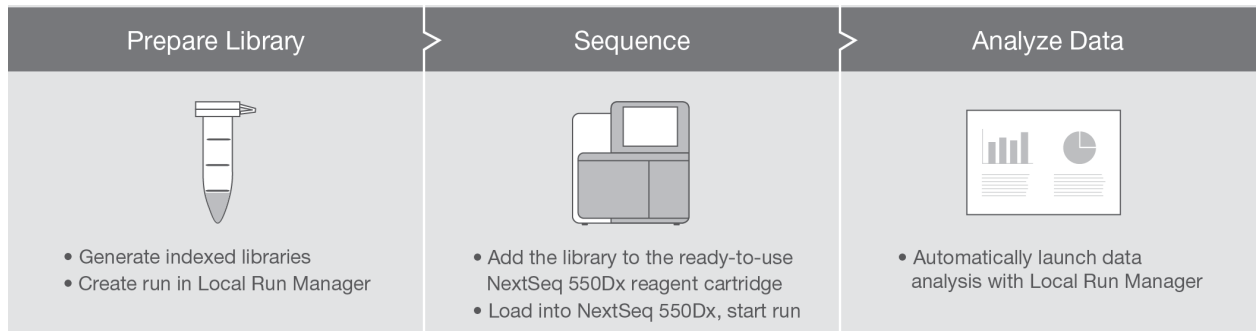 Prepare Library
Sequence
Analyze Data
• Generate indexed libraries
• Create run in Local Run Manager
• Add the library to the ready-to-use
NextSeq 550Dx reagent cartridge
• Load into NextSeq 550Dx, start run
• Automatically launch data
analysis with Local Run Manager